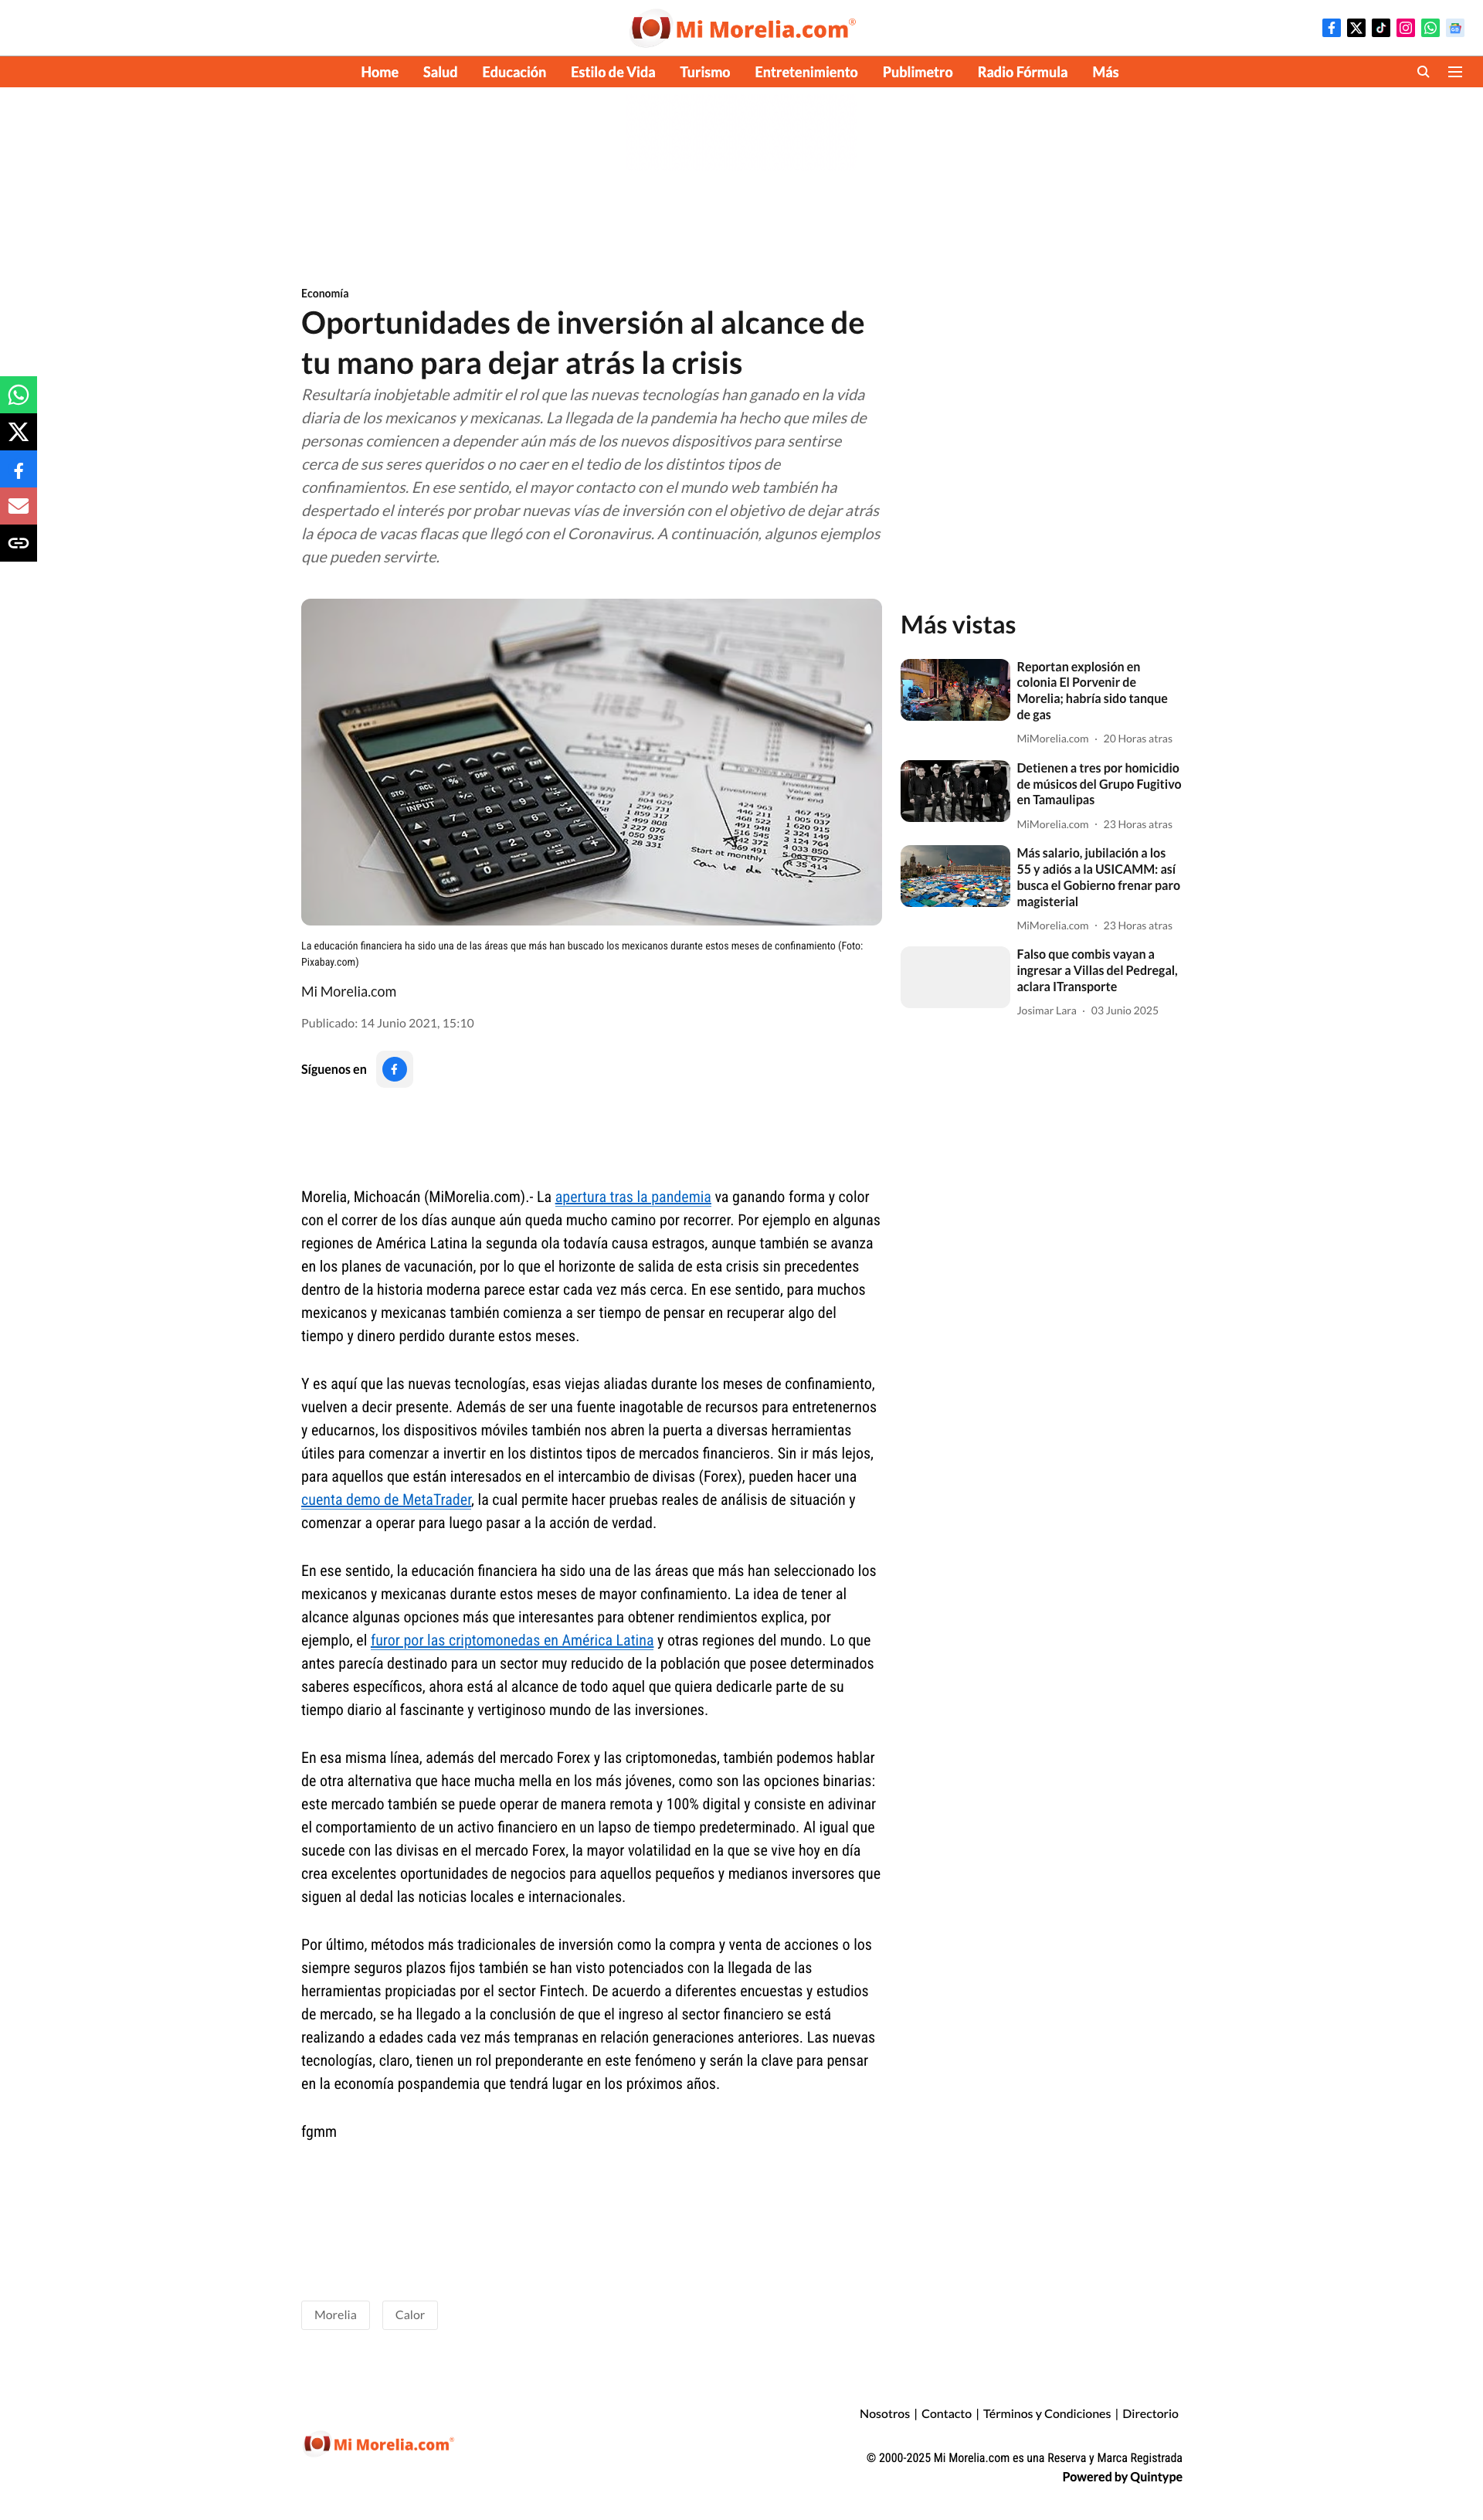 Mi Morelia.com®
Home Salud Educación Estilo de Vida Turismo Entretenimiento Publimetro Radio Fórmula Más
Economía
Oportunidades de inversión al alcance de
tu mano para dejar atrás la crisis
Resultaría inobjetable admitir el rol que las nuevas tecnologías han ganado en la vida
diaria de los mexicanos y mexicanas. La llegada de la pandemia ha hecho que miles de
personas comiencen a depender aún más de los nuevos dispositivos para sentirse
cerca de sus seres queridos o no caer en el tedio de los distintos tipos de
confinamientos. En ese sentido, el mayor contacto con el mundo web también ha
despertado el interés por probar nuevas vías de inversión con el objetivo de dejar atrás
la época de vacas flacas que llegó con el Coronavirus. A continuación, algunos ejemplos
que pueden servirte.
La educación financiera ha sido una de las áreas que más han buscado los mexicanos durante estos meses de confinamiento (Foto:
Pixabay.com)
Mi Morelia.com
Publicado: 14 Junio 2021, 15:10
Síguenos en
Más vistas
Reportan explosión en
colonia El Porvenir de
Morelia; habría sido tanque
de gas
MiMorelia.com · 20 Horas atras
Detienen a tres por homicidio
de músicos del Grupo Fugitivo
en Tamaulipas
MiMorelia.com · 23 Horas atras
Más salario, jubilación a los
55 y adiós a la USICAMM: así
busca el Gobierno frenar paro
magisterial
MiMorelia.com · 23 Horas atras
Falso que combis vayan a
ingresar a Villas del Pedregal,
aclara ITransporte
Josimar Lara · 03 Junio 2025
Morelia, Michoacán (MiMorelia.com).- La apertura tras la pandemia va ganando forma y color
con el correr de los días aunque aún queda mucho camino por recorrer. Por ejemplo en algunas
regiones de América Latina la segunda ola todavía causa estragos, aunque también se avanza
en los planes de vacunación, por lo que el horizonte de salida de esta crisis sin precedentes
dentro de la historia moderna parece estar cada vez más cerca. En ese sentido, para muchos
mexicanos y mexicanas también comienza a ser tiempo de pensar en recuperar algo del
tiempo y dinero perdido durante estos meses.
Y es aquí que las nuevas tecnologías, esas viejas aliadas durante los meses de confinamiento,
vuelven a decir presente. Además de ser una fuente inagotable de recursos para entretenernos
y educarnos, los dispositivos móviles también nos abren la puerta a diversas herramientas
útiles para comenzar a invertir en los distintos tipos de mercados financieros. Sin ir más lejos,
para aquellos que están interesados en el intercambio de divisas (Forex), pueden hacer una
cuenta demo de MetaTrader, la cual permite hacer pruebas reales de análisis de situación y
comenzar a operar para luego pasar a la acción de verdad.
En ese sentido, la educación financiera ha sido una de las áreas que más han seleccionado los
mexicanos y mexicanas durante estos meses de mayor confinamiento. La idea de tener al
alcance algunas opciones más que interesantes para obtener rendimientos explica, por
ejemplo, el furor por las criptomonedas en América Latina y otras regiones del mundo. Lo que
antes parecía destinado para un sector muy reducido de la población que posee determinados
saberes específicos, ahora está al alcance de todo aquel que quiera dedicarle parte de su
tiempo diario al fascinante y vertiginoso mundo de las inversiones.
En esa misma línea, además del mercado Forex y las criptomonedas, también podemos hablar
de otra alternativa que hace mucha mella en los más jóvenes, como son las opciones binarias:
este mercado también se puede operar de manera remota y 100% digital y consiste en adivinar
el comportamiento de un activo financiero en un lapso de tiempo predeterminado. Al igual que
sucede con las divisas en el mercado Forex, la mayor volatilidad en la que se vive hoy en día
crea excelentes oportunidades de negocios para aquellos pequeños y medianos inversores que
siguen al dedal las noticias locales e internacionales.
Por último, métodos más tradicionales de inversión como la compra y venta de acciones o los
siempre seguros plazos fijos también se han visto potenciados con la llegada de las
herramientas propiciadas por el sector Fintech. De acuerdo a diferentes encuestas y estudios
de mercado, se ha llegado a la conclusión de que el ingreso al sector financiero se está
realizando a edades cada vez más tempranas en relación generaciones anteriores. Las nuevas
tecnologías, claro, tienen un rol preponderante en este fenómeno y serán la clave para pensar
en la economía pospandemia que tendrá lugar en los próximos años.
fgmm
Morelia Calor
Nosotros | Contacto | Términos y Condiciones | Directorio
Mi Morelia.com®
© 2000-2025 Mi Morelia.com es una Reserva y Marca Registrada
Powered by Quintype